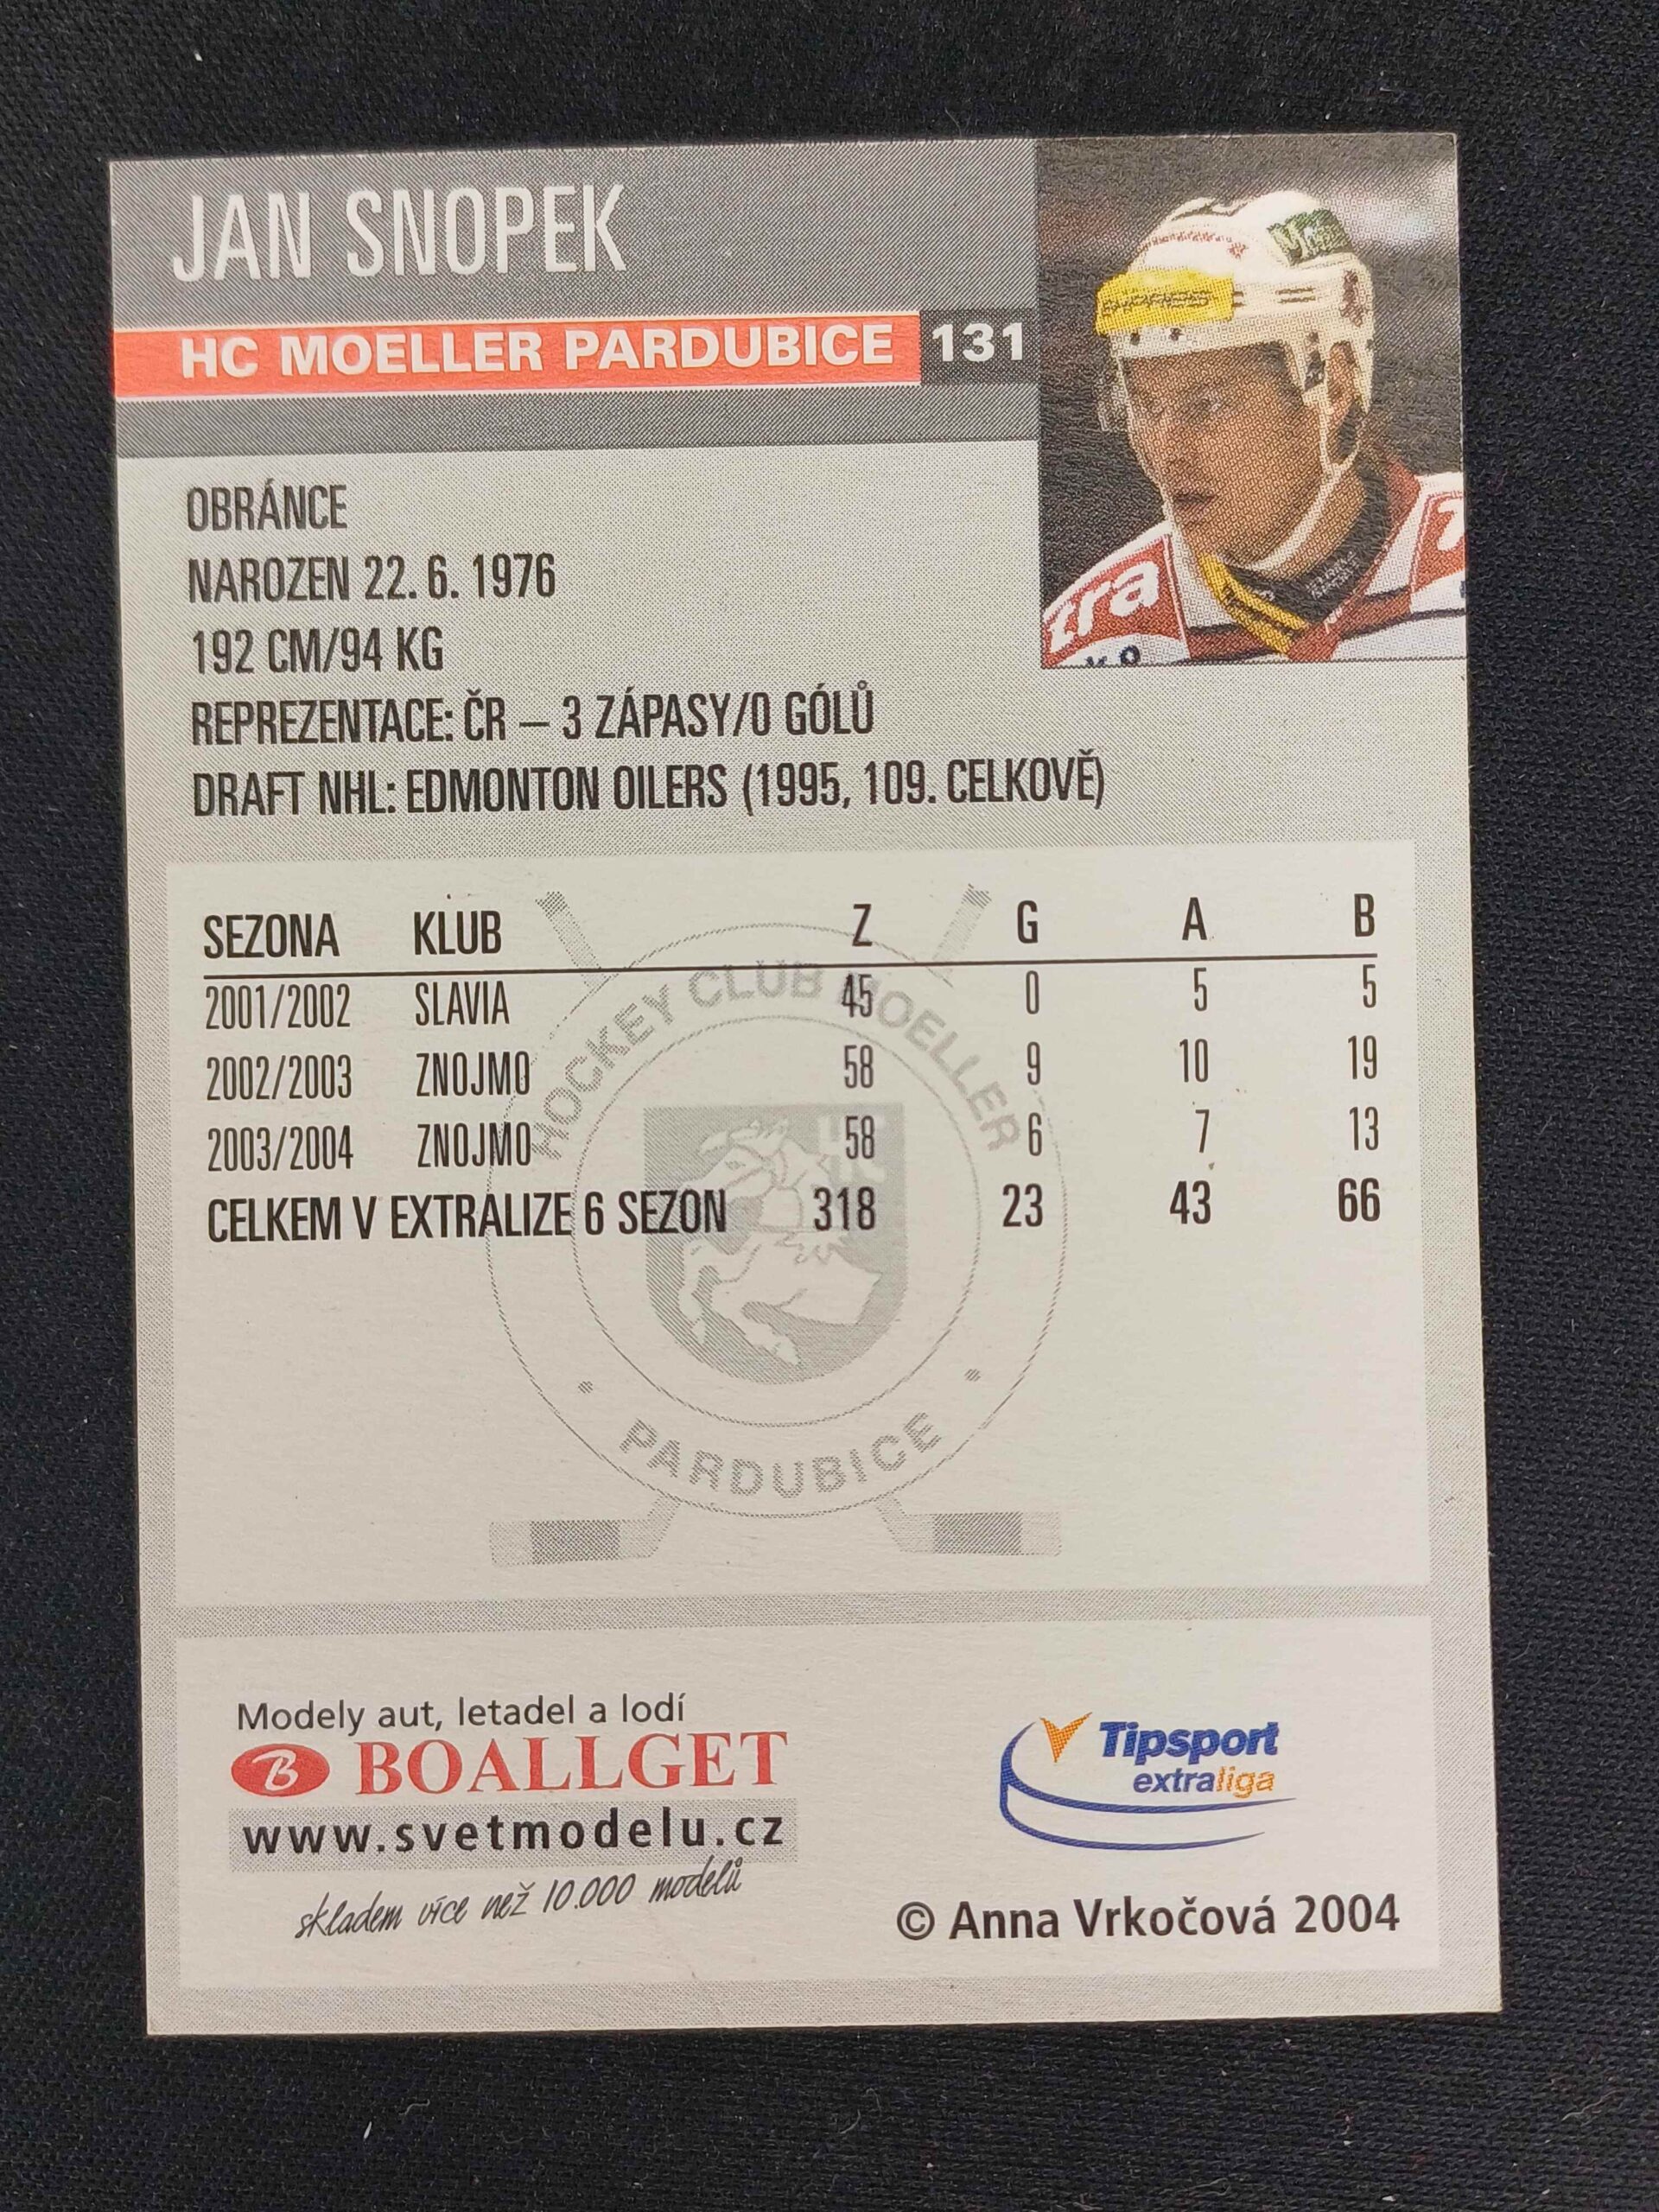 JAN SNOPEK
HC MOELLER PARDUBICE 131
tra
OBRÁNCE
NAROZEN 22. 6. 1976
192 CM/94 KG
REPREZENTACE: ČR – 3 ZÁPASY/0 GÓLŮ
DRAFT NHL: EDMONTON OILERS (1995, 109. CELKOVĚ)
SEZONA KLUB Z G A B
2001/2002 SLAVIA 45 0 5 5
2002/2003 ZNOJMO 58 9 10 19
2003/2004 ZNOJMO 58 6 7 13
CELKEM V EXTRALIZE 6 SEZON 318 23 43 66
HOCKEY CLUB MOELLER
PARDUBICE
Modely aut, letadel a lodí
B BOALLGET
www.svetmodelu.cz
skladem více než 10.000 modelů
Tipsport
extraliga
© Anna Vrkočová 2004